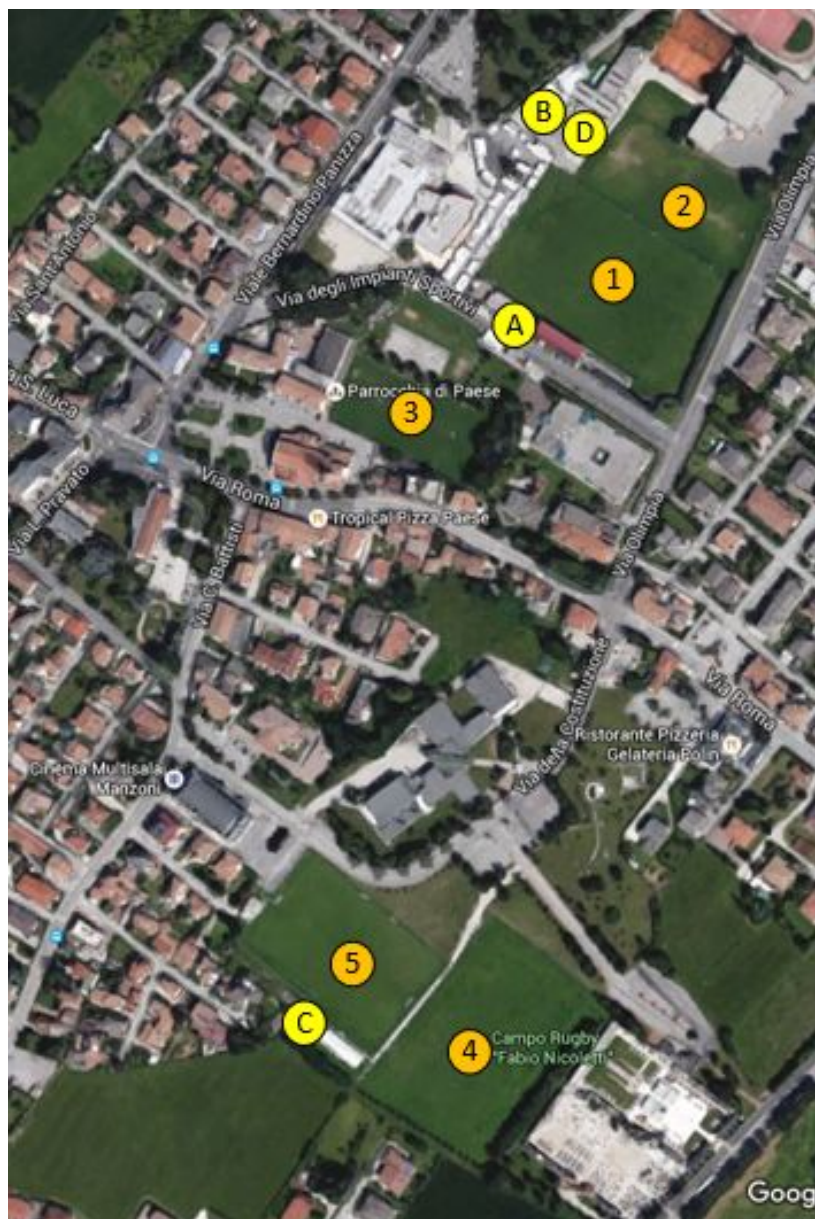 B
D
Via Olimpia
Viale Bernardino Panizza
2
Via Sant'Antonio
1
Via degli Impianti Sportivi
A
Parrocchia di Paese
3
a S. Luca
Via Roma
Via L. Pravato
Tropical Pizza Paese
Via C. Battisti
Via Olimpia
Via della Costituzione
Via Roma
Ristorante Pizzeria
Gelateria Polin
Cinema Multisala
Manzoni
5
C
4
Campo Rugby
"Fabio Nicoletti"
Goog